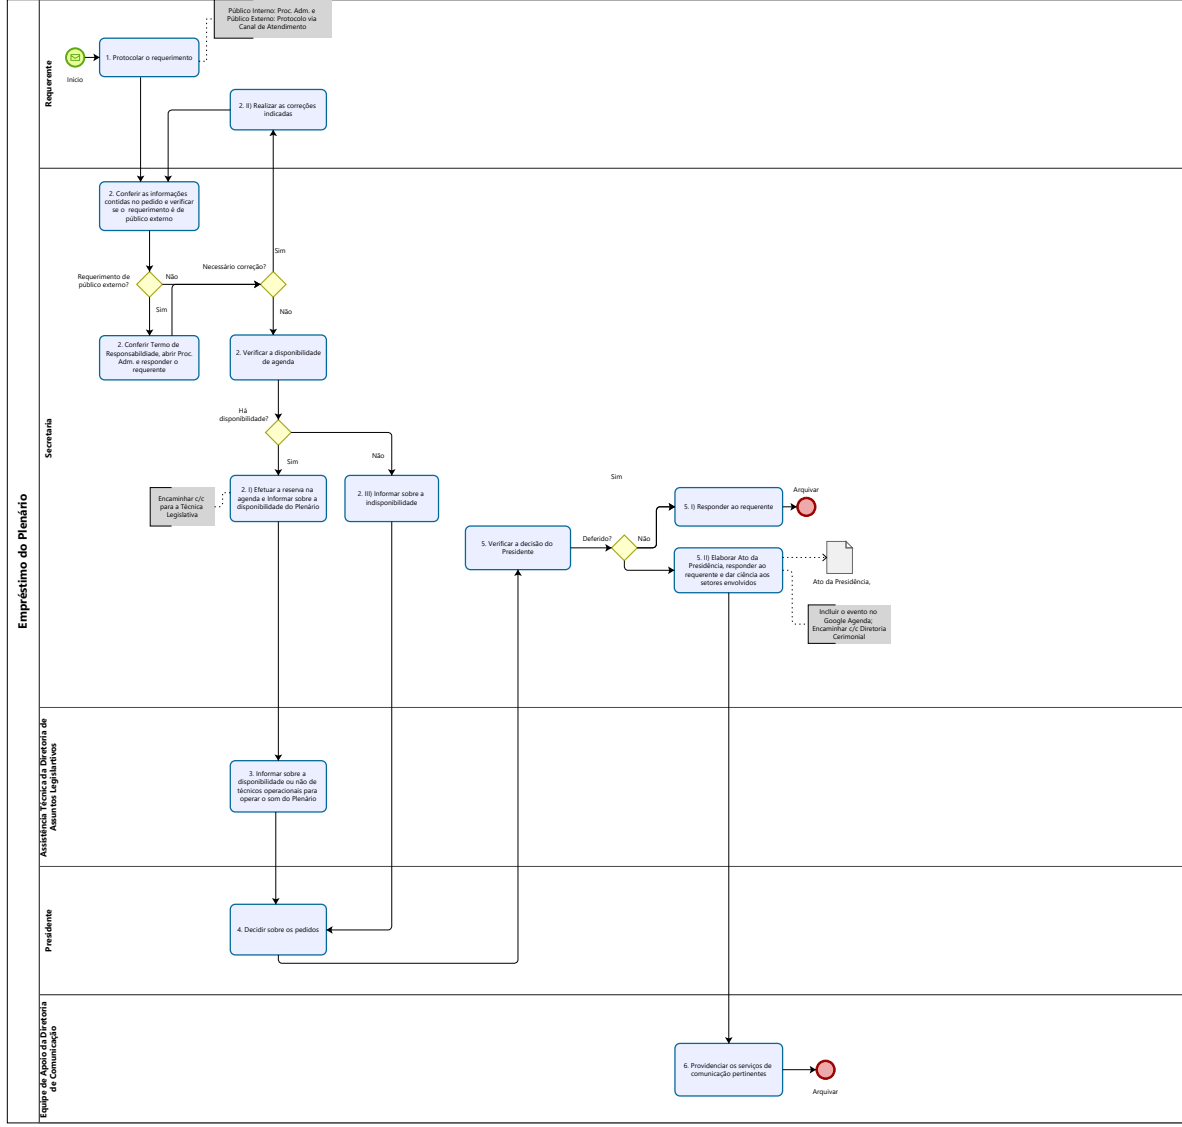 Empréstimo do Plenário
Requerente
Público Interno: Proc. Adm. e
Público Externo: Protocolo via
Canal de Atendimento
Início
1. Protocolar o requerimento
2. II) Realizar as correções
indicadas
Secretaria
2. Conferir as informações
contidas no pedido e verificar
se o requerimento é de
público externo
Requerimento de
público externo?
Não
Sim
Necessário correção?
Sim
Não
2. Conferir Termo de
Responsabildiade, abrir Proc.
Adm. e responder o
requerente
2. Verificar a disponibilidade
de agenda
Há
disponibilidade?
Sim
Não
Encaminhar c/c
para a Técnica
Legislativa
2. I) Efetuar a reserva na
agenda e Informar sobre a
disponibilidade do Plenário
2. III) Informar sobre a
indisponibilidade
5. Verificar a decisão do
Presidente
Deferido?
Sim
Não
5. I) Responder ao requerente
Arquivar
5. II) Elaborar Ato da
Presidência, responder ao
requerente e dar ciência aos
setores envolvidos
Ato da Presidência,
Inclluir o evento no
Google Agenda;
Encaminhar c/c Diretoria
Cerimonial
Assistência Técnica da Diretoria de
Assuntos Legislartivos
3. Informar sobre a
disponibilidade ou não de
técnicos operacionais para
operar o som do Plenário
Presidente
4. Decidir sobre os pedidos
Equipe de Apoio da Diretoria
de Comunicação
6. Providenciar os serviços de
comunicação pertinentes
Arquivar